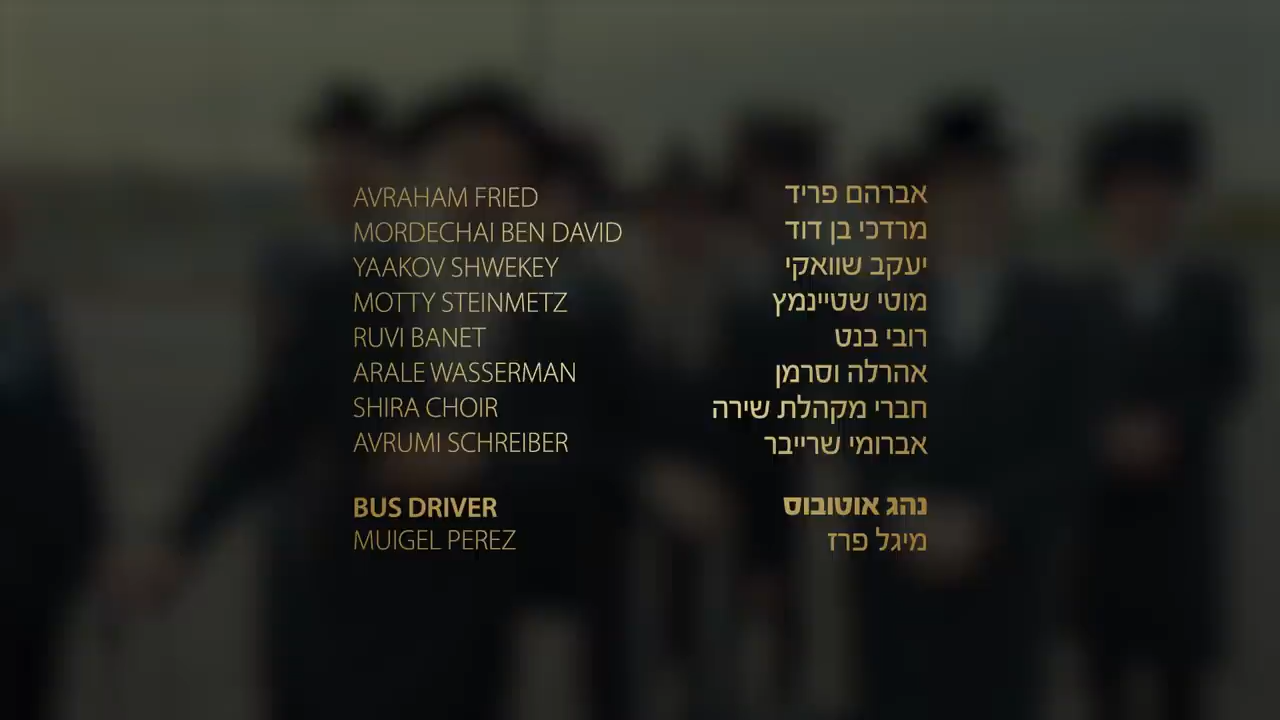 AVRAHAM FRIED
MORDECHAI BEN DAVID
YAAKOV SHWEKEY
MOTTY STEINMETZ
RUVI BANET
ARALE WASSERMAN
SHIRA CHOIR
AVRUMI SCHREIBER
BUS DRIVER
MUIGEL PEREZ
אברהם פריד
מרדכי בן דוד
יעקב שוואקי
מוטי שטיינמץ
רובי בנט
אהרלה וסרמן
חברי מקהלת שירה
אברומי שרייבר
נהג אוטובוס
מיגל פרז